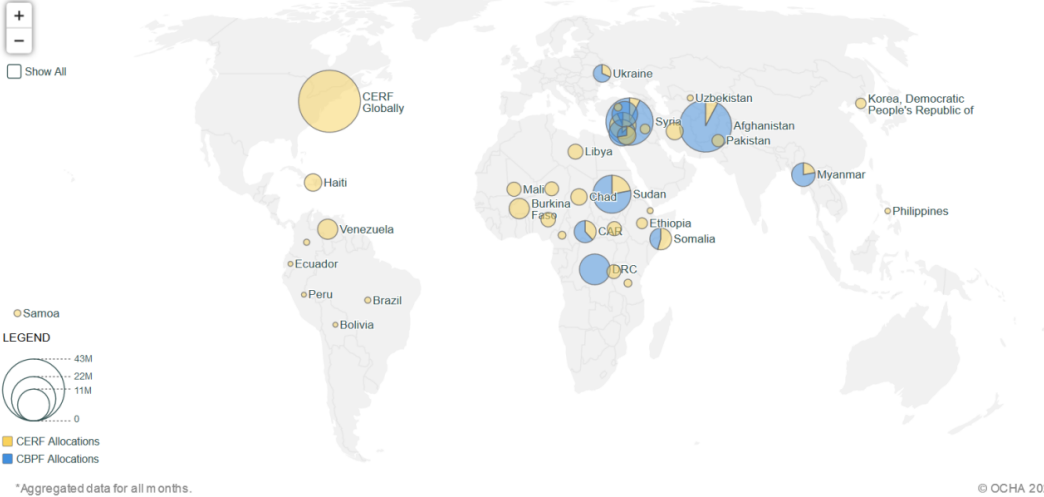 +
−
Show All
CERF
Globally
Ukraine
Uzbekistan
Korea, Democratic
People's Republic of
Syria
Afghanistan
Pakistan
Libya
Myanmar
Haiti
Mali
Chad
Sudan
Burkina
Faso
Philippines
Venezuela
Ethiopia
CAR
Somalia
Ecuador
DRC
Peru
Brazil
Samoa
Bolivia
LEGEND
43M
22M
11M
0
CERF Allocations
CBPF Allocations
*Aggregated data for all months.
© OCHA